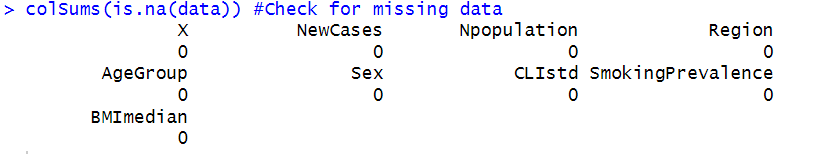 > colSums(is.na(data)) #Check for missing data
X NewCases Npopulation Region
0 0 0 0
AgeGroup Sex CLIstd SmokingPrevalence
0 0 0 0
BMImedian
0